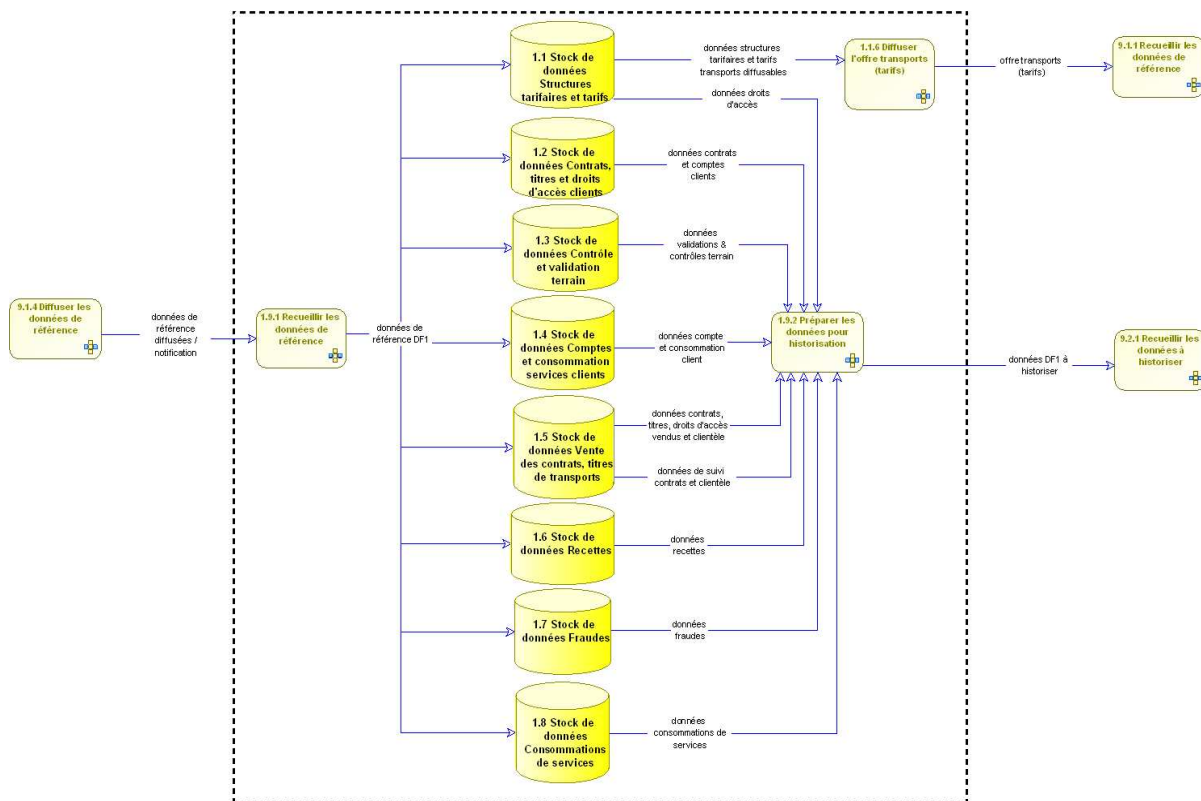 1.1 Stock de
données
Structures
tarifaires et tarifs
données structures
tarifaires et tarifs
transports diffusables
1.1.6 Diffuser
l'offre transports
(tarifs)
offre transports
(tarifs)
9.1.1 Recueillir les
données de
référence
données droits
d'accès
1.2 Stock de
données Contrats,
titres et droits
d'accès clients
données contrats
et comptes
clients
1.3 Stock de
données Contrôle
et validation
terrain
données
validations &
contrôles terrain
9.1.4 Diffuser les
données de
référence
données de
référence
diffusées /
notification
1.9.1 Recueillir les
données de
référence
données de
référence DF1
1.4 Stock de
données Comptes
et consommation
services clients
données compte
et consommation
client
1.9.2 Préparer les
données pour
historisation
données DF1 à
historiser
9.2.1 Recueillir les
données à
historiser
1.5 Stock de
données Vente
des contrats, titres
de transports
données contrats,
titres, droits d'accès
vendus et clientèle
données de suivi
contrats et clientèle
1.6 Stock de
données Recettes
données
recettes
1.7 Stock de
données Fraudes
données
fraudes
1.8 Stock de
données
Consommations
de services
données
consommations de
services